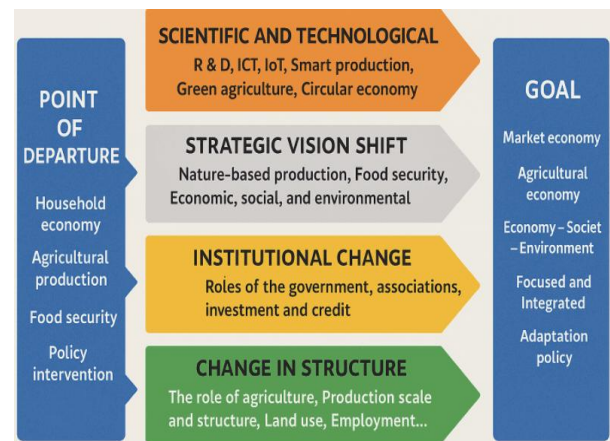 POINT
OF
DEPARTURE
Household
economy
Agricultural
production
Food security
Policy
intervention
SCIENTIFIC AND TECHNOLOGICAL
R & D, ICT, IoT, Smart production,
Green agriculture, Circular economy
STRATEGIC VISION SHIFT
Nature-based production, Food security,
Economic, social, and environmental
INSTITUTIONAL CHANGE
Roles of the government, associations,
investment and credit
CHANGE IN STRUCTURE
The role of agriculture, Production scale
and structure, Land use, Employment...
GOAL
Market economy
Agricultural
economy
Economy – Societ
– Environment
Focused and
Integrated
Adaptation
policy